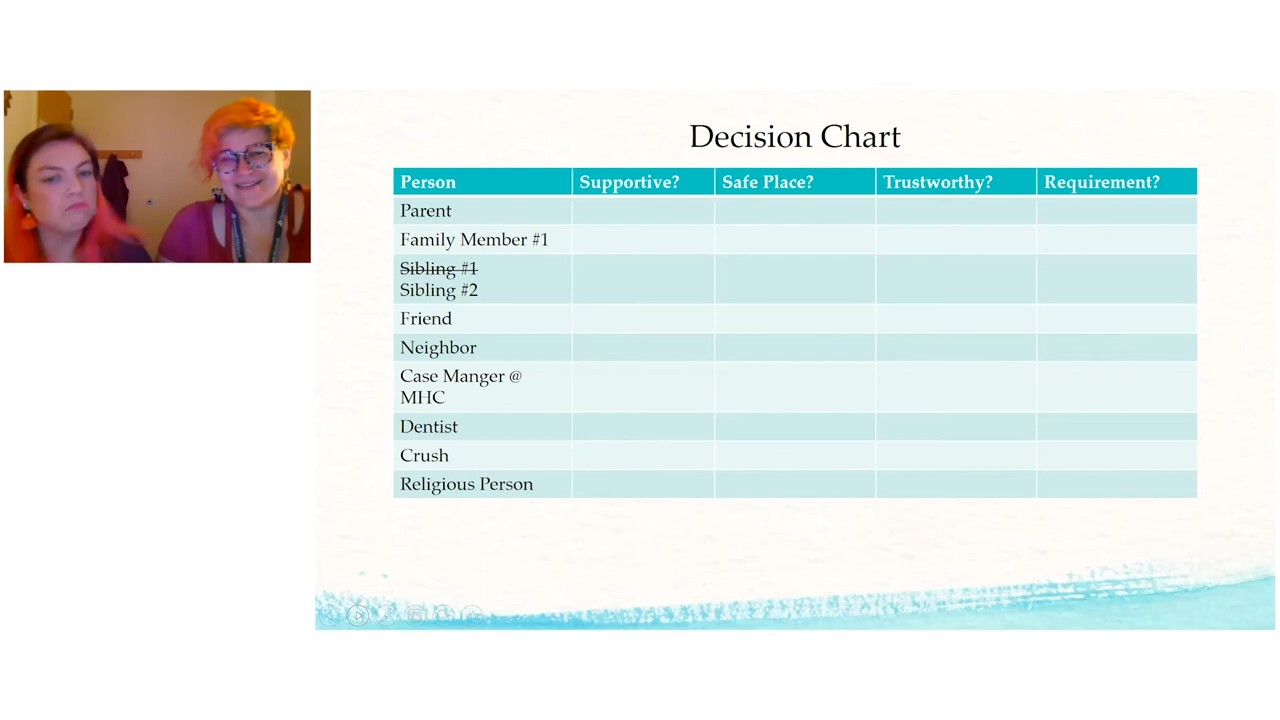 Decision Chart
Person Supportive? Safe Place? Trustworthy? Requirement?
Parent
Family Member #1
Sibling #1
Sibling #2
Friend
Neighbor
Case Manger @
MHC
Dentist
Crush
Religious Person